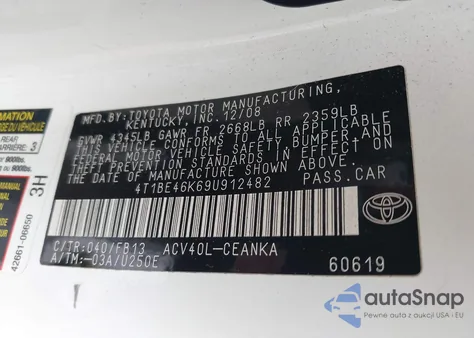 MFD. BY: TOYOTA MOTOR MANUFACTURING,
KENTUCKY, INC. 12/08
GVWR 4345LB GAWR FR 2668LB RR 2359LB
THIS VEHICLE CONFORMS TO ALL APPLICABLE
FEDERAL MOTOR VEHICLE SAFETY, BUMPER, AND
THEFT PREVENTION STANDARDS IN EFFECT ON
THE DATE OF MANUFACTURE SHOWN ABOVE.
4T1BE46K69U912482 PASS.CAR
C/TR:040/FB13 ACV40L-CEANKA
A/TM:-03A/U250E
60619
TOYOTA
3H
42661-06650
autoSnap
Pewne auta z USA i EU